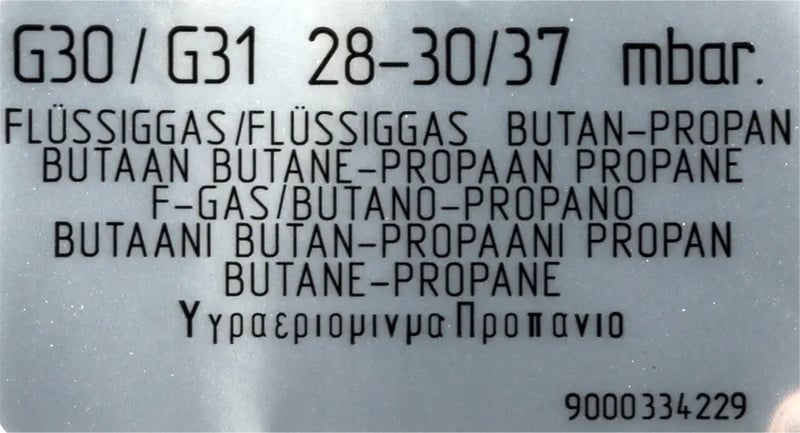 G30 / G31 28-30/37 mbar.
FLÜSSIGGAS/FLÜSSIGGAS BUTAN-PROPAN
BUTAAN BUTANE-PROPAAN PROPANE
F-GAS/BUTANO-PROPANO
BUTAANI BUTAN-PROPAANI PROPAN
BUTANE-PROPANE
Υγραεριομινμα Προπανιο
9000334229